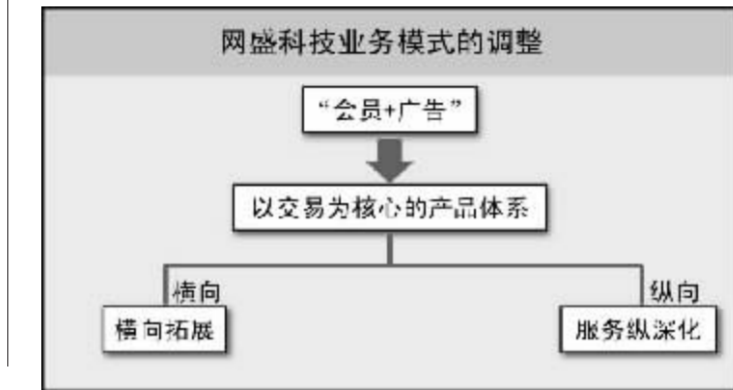 网盛科技业务模式的调整
“会员+广告”
以交易为核心的产品体系
横向
纵向
横向拓展
服务纵深化